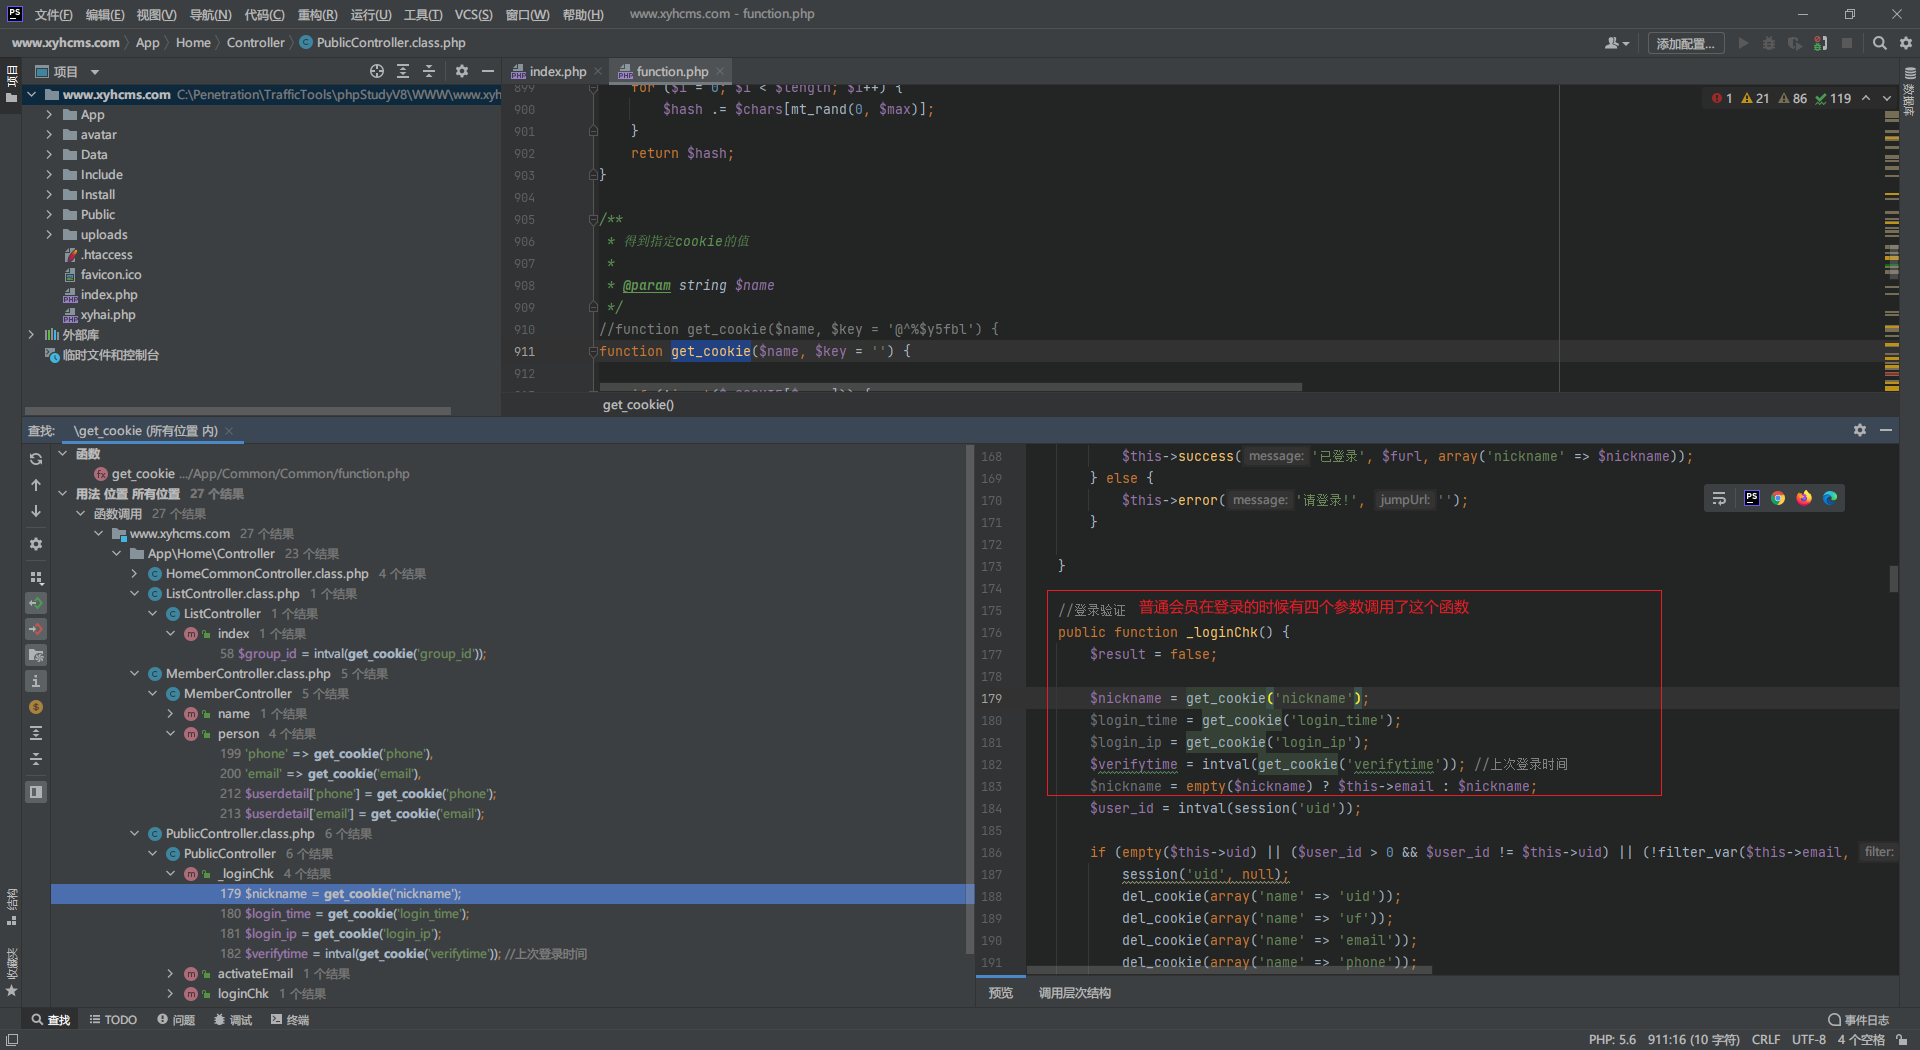 文件(F) 编辑(E) 视图(V) 导航(N) 代码(C) 重构(R) 运行(U) 工具(T) VCS(S) 窗口(W) 帮助(H) www.xyhcms.com - function.php
www.xyhcms.com App Home Controller PublicController.class.php
添加配置...
项目
index.php
function.php
www.xyhcms.com C:\Penetration\TrafficTools\phpStudyV8\WWW\www.xyh
App
avatar
Data
Include
Install
Public
uploads
.htaccess
favicon.ico
index.php
xyhai.php
外部库
临时文件和控制台
1 21 86 119
899 for ($i = 0; $i < $length; $i++) {
900 $hash .= $chars[mt_rand(0, $max)];
901 }
902 return $hash;
903 }
904
905 /**
906 * 得到指定cookie的值
907 *
908 * @param string $name
909 */
910 //function get_cookie($name, $key = '@^%$y5fbl') {
911 function get_cookie($name, $key = '') {
912
get_cookie()
查找: \get_cookie (所有位置 内)
函数
get_cookie .../App/Common/Common/function.php
用法 位置 所有位置 27 个结果
函数调用 27 个结果
www.xyhcms.com 27 个结果
App\Home\Controller 23 个结果
HomeCommonController.class.php 4 个结果
ListController.class.php 1 个结果
ListController 1 个结果
index 1 个结果
58 $group_id = intval(get_cookie('group_id'));
MemberController.class.php 5 个结果
MemberController 5 个结果
name 1 个结果
person 4 个结果
199 'phone' => get_cookie('phone'),
200 'email' => get_cookie('email'),
212 $userdetail['phone'] = get_cookie('phone');
213 $userdetail['email'] = get_cookie('email');
PublicController.class.php 6 个结果
PublicController 6 个结果
_loginChk 4 个结果
179 $nickname = get_cookie('nickname');
180 $login_time = get_cookie('login_time');
181 $login_ip = get_cookie('login_ip');
182 $verifytime = intval(get_cookie('verifytime')); //上次登录时间
activateEmail 1 个结果
loginChk 1 个结果
168 $this->success( message: '已登录', $furl, array('nickname' => $nickname));
169 } else {
170 $this->error( message: '请登录!', jumpUrl: '');
171 }
172
173 }
174
175 //登录验证 普通会员在登录的时候有四个参数调用了这个函数
176 public function _loginChk() {
177 $result = false;
178
179 $nickname = get_cookie('nickname');
180 $login_time = get_cookie('login_time');
181 $login_ip = get_cookie('login_ip');
182 $verifytime = intval(get_cookie('verifytime')); //上次登录时间
183 $nickname = empty($nickname) ? $this->email : $nickname;
184 $user_id = intval(session('uid'));
185
186 if (empty($this->uid) || ($user_id > 0 && $user_id != $this->uid) || (!filter_var($this->email, filter:
187 session('uid', null);
188 del_cookie(array('name' => 'uid'));
189 del_cookie(array('name' => 'uf'));
190 del_cookie(array('name' => 'email'));
191 del_cookie(array('name' => 'phone'));
预览 调用层次结构
项目
结构
收藏夹
数据库
查找 TODO 问题 调试 终端
事件日志
PHP: 5.6 911:16 (10 字符) CRLF UTF-8 4 个空格